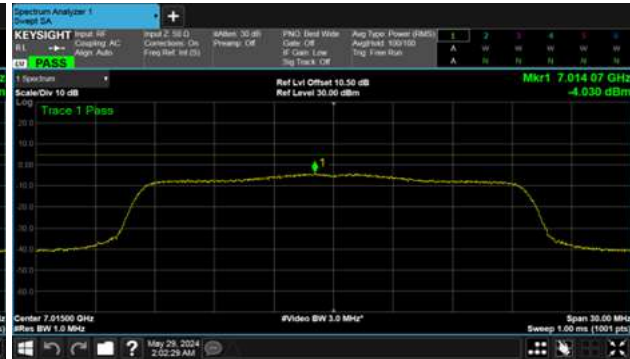 Spectrum Analyzer 1
Swept SA
+
KEYSIGHT Input: RF Input Z: 50 Ω #Atten: 30 dB PNO: Best Wide Avg Type: Power (RMS) 1 2 3 4 5 6
RL Coupling: AC Corrections: On Preamp: Off Gate: Off Avg|Hold: 100/100 A W W W W W
Align: Auto Freq Ref: Int (S) IF Gain: Low Trig: Free Run
Sig Track: Off A N N N N N
PASS
1 Spectrum
Scale/Div 10 dB
Ref Lvl Offset 10.50 dB
Ref Level 30.00 dBm
Mkr1 7.014 07 GHz
-4.030 dBm
Log
Trace 1 Pass
20.0
10.0
0.00
1
-10.0
-20.0
-30.0
-40.0
-50.0
-60.0
Center 7.01500 GHz
#Res BW 1.0 MHz
#Video BW 3.0 MHz*
Span 30.00 MHz
Sweep 1.00 ms (1001 pts)
?
May 29, 2024
2:02:29 AM